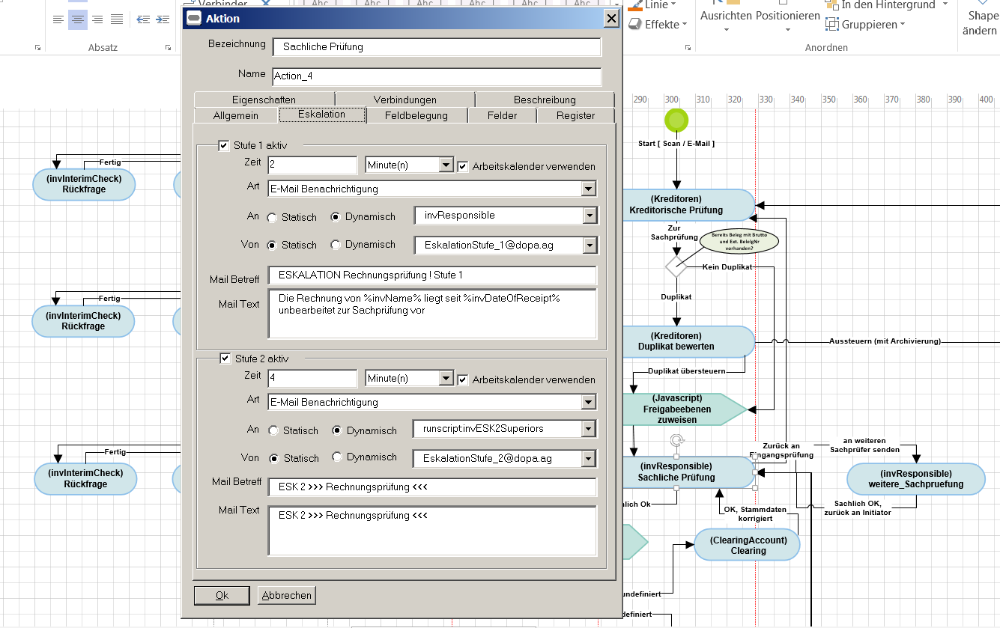 Verbinder
Abc
Abc
Abc
Abc
Abc
Abc
Linie
Effekte
Ausrichten
Positionieren
In den Hintergrund
Gruppieren
Shape
ändern
Absatz
Anordnen
Aktion
Bezeichnung
Sachliche Prüfung
Name
Action_4
Eigenschaften
Verbindungen
Beschreibung
Allgemein
Eskalation
Feldbelegung
Felder
Register
Stufe 1 aktiv
Zeit
2
Minute(n)
Arbeitskalender verwenden
Art
E-Mail Benachrichtigung
An
Statisch
Dynamisch
invResponsible
Von
Statisch
Dynamisch
EskalationStufe_1@dopa.ag
Mail Betreff
ESKALATION Rechnungsprüfung ! Stufe 1
Mail Text
Die Rechnung von %invName% liegt seit %invDateOfReceipt%
unbearbeitet zur Sachprüfung vor
Stufe 2 aktiv
Zeit
4
Minute(n)
Arbeitskalender verwenden
Art
E-Mail Benachrichtigung
An
Statisch
Dynamisch
runscript:invESK2Superiors
Von
Statisch
Dynamisch
EskalationStufe_2@dopa.ag
Mail Betreff
ESK 2 >>> Rechnungsprüfung <<<
Mail Text
ESK 2 >>> Rechnungsprüfung <<<
Ok
Abbrechen
Fertig
(invInterimCheck)
Rückfrage
Fertig
(invInterimCheck)
Rückfrage
Fertig
(invInterimCheck)
Rückfrage
290 300 310 320 330 340 350 360 370 380 390 400
Start [ Scan / E-Mail ]
(Kreditoren)
Kreditorische Prüfung
Zur
Sachprüfung
Bereits Beleg mit Brutto
und Ext. BelelgNr
vorhanden?
Kein Duplikat
Duplikat
(Kreditoren)
Duplikat bewerten
Aussteuern (mit Archivierung)
Duplikat übersteuern
(Javascript)
Freigabeebenen
zuweisen
Zurück an
Eingangsprüfung
an weiteren
Sachprüfer senden
(invResponsible)
Sachliche Prüfung
(invResponsible)
weitere_Sachpruefung
hlich Ok
OK, Stammdaten
korrigiert
Sachlich OK,
zurück an Initiator
(ClearingAccount)
Clearing
undefiniert
definiert